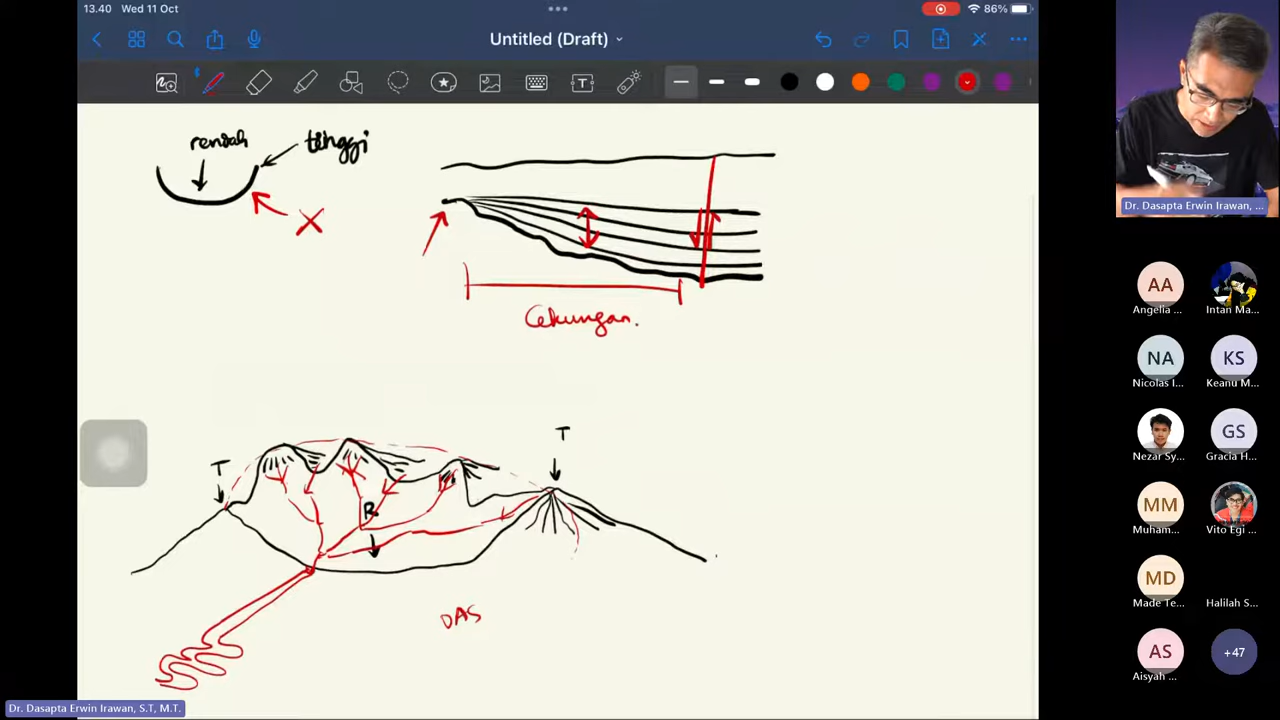 13.40 Wed 11 Oct
86%
Untitled (Draft)
rendah
tinggi
X
Cekungan.
T
T
R
DAS
Dr. Dasapta Erwin Irawan, ...
AA
Angelia ...
Intan Ma...
NA
Nicolas I...
KS
Keanu M...
Nezar Sy...
GS
Gracia H...
MM
Muham...
Vito Egi ...
MD
Made Te...
Halilah S...
AS
Aisyah ...
+47
Dr. Dasapta Erwin Irawan, S.T, M.T.